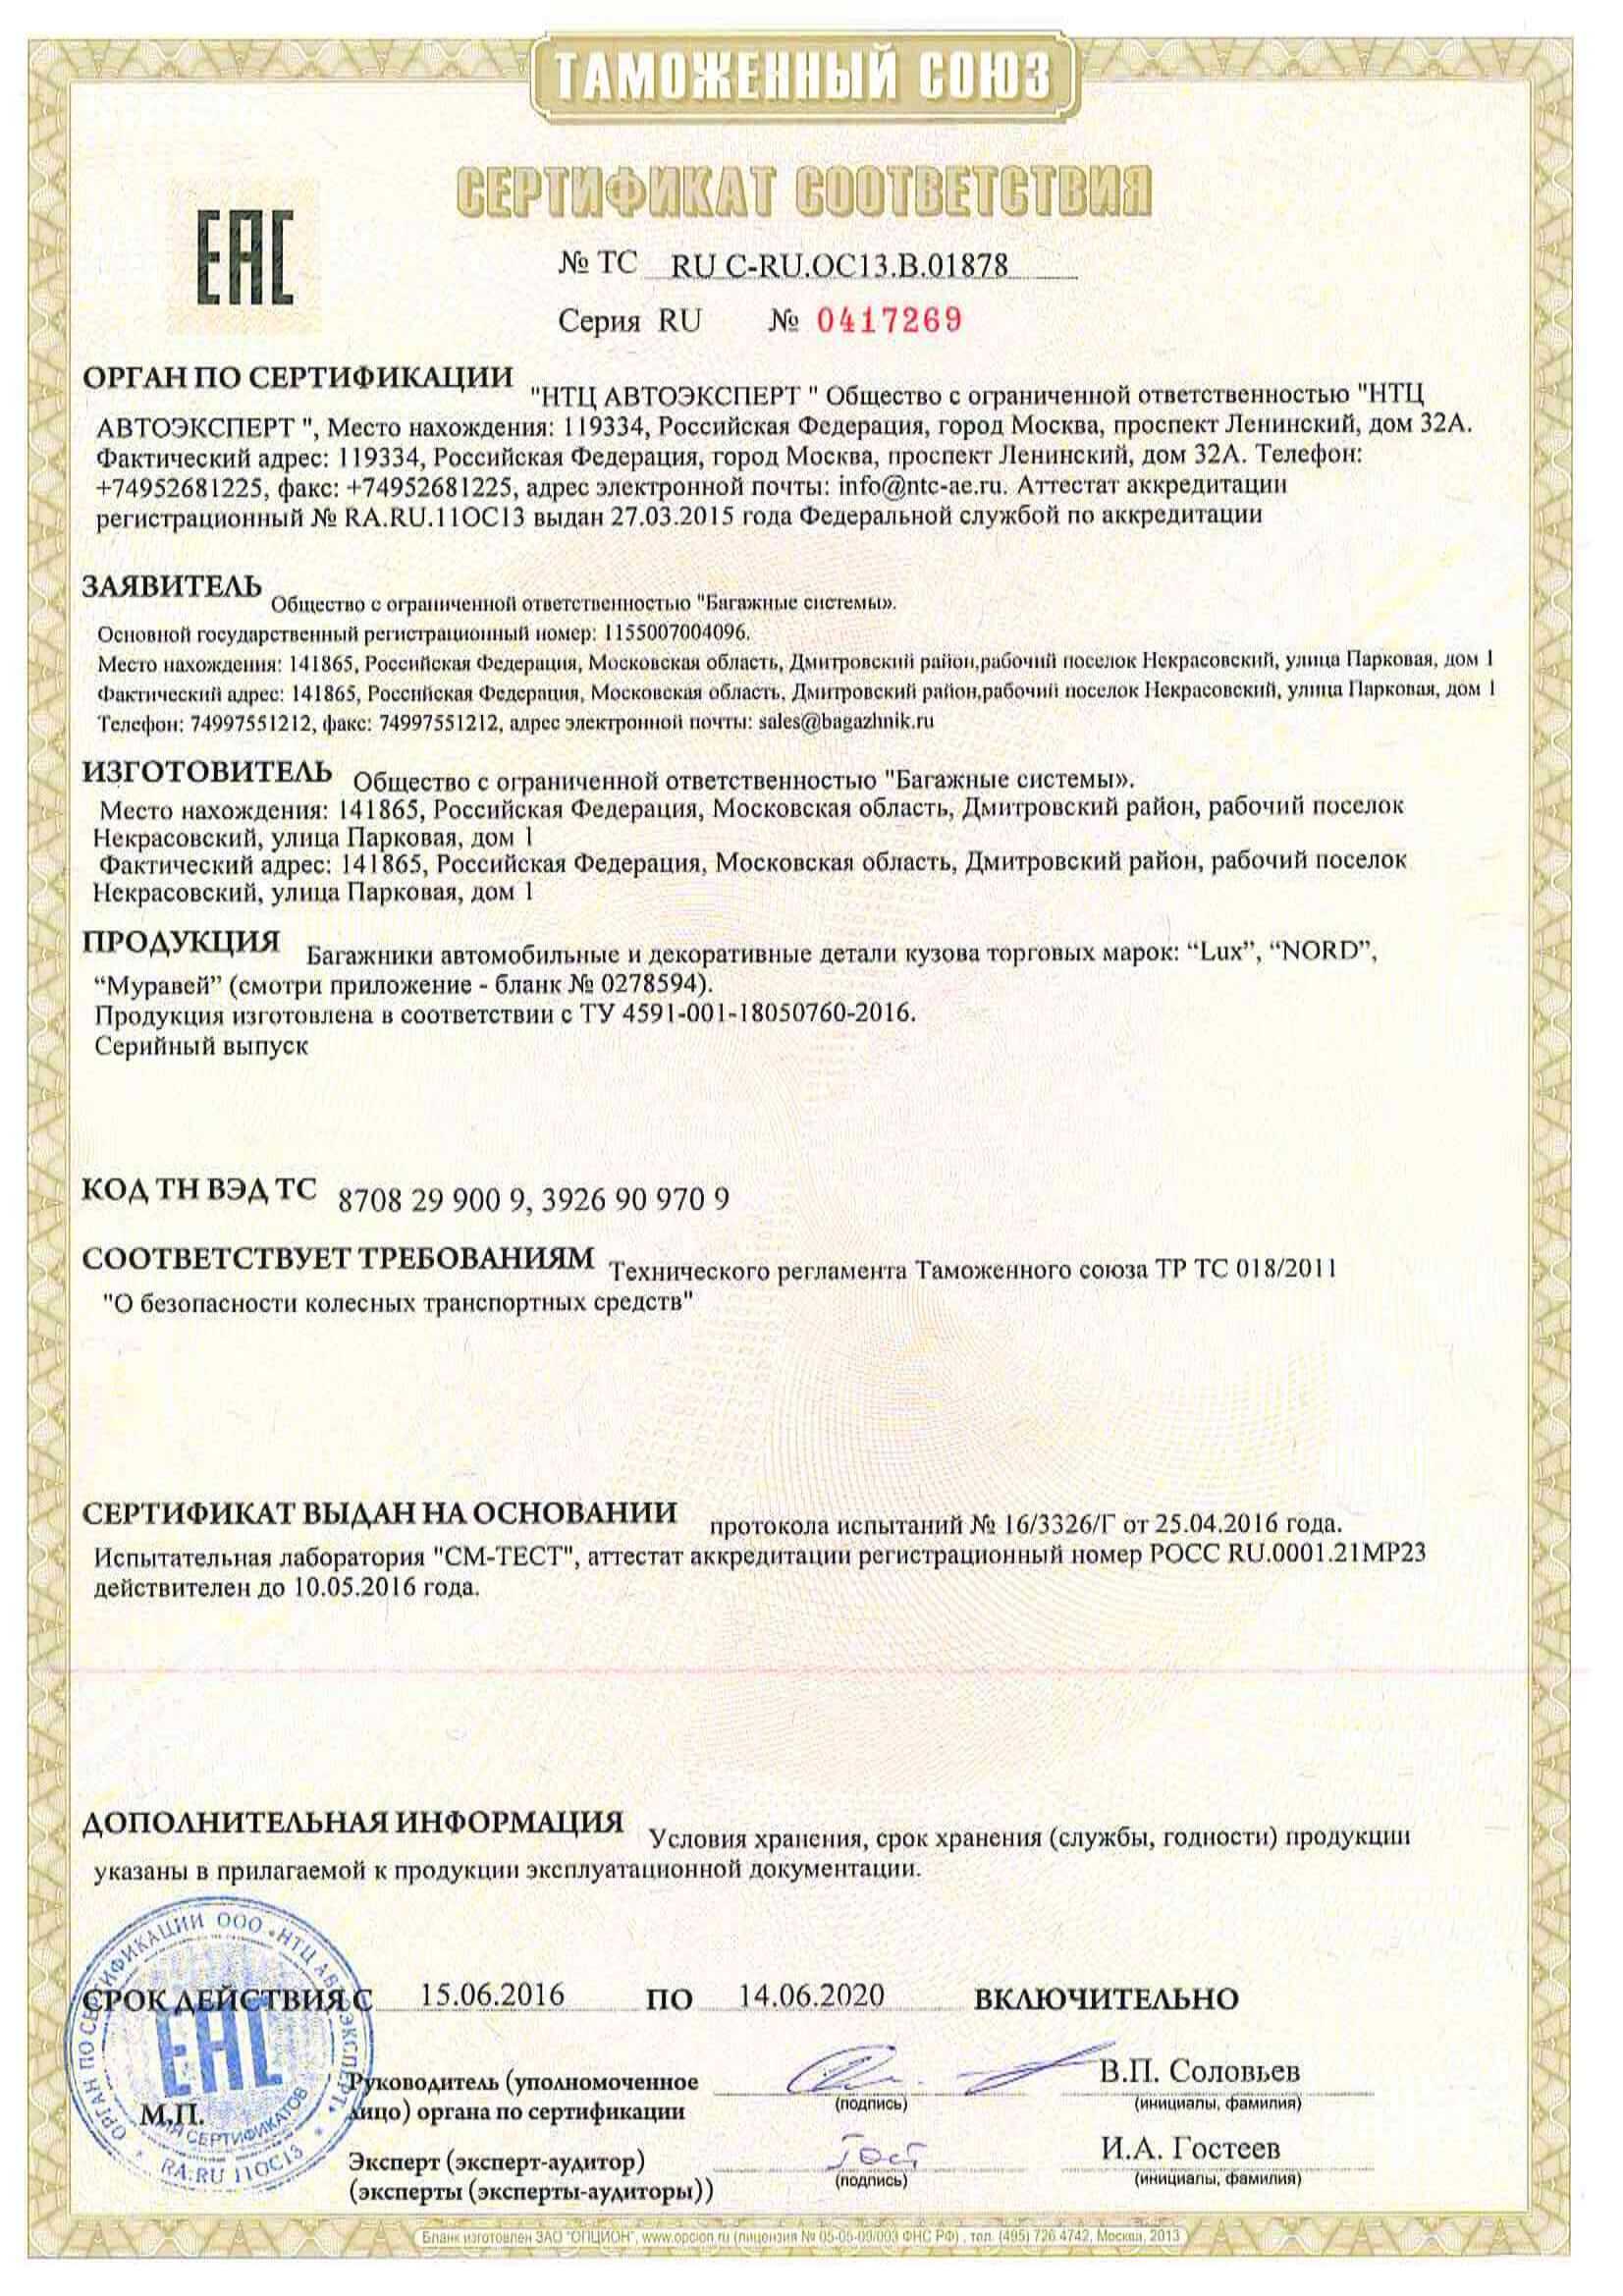 ТАМОЖЕННЫЙ СОЮЗ
СЕРТИФИКАТ СООТВЕТСТВИЯ
ЕАС
№ ТС RU C-RU.ОС13.В.01878
Серия RU № 0417269
ОРГАН ПО СЕРТИФИКАЦИИ "НТЦ АВТОЭКСПЕРТ " Общество с ограниченной ответственностью "НТЦ
АВТОЭКСПЕРТ ", Место нахождения: 119334, Российская Федерация, город Москва, проспект Ленинский, дом 32А.
Фактический адрес: 119334, Российская Федерация, город Москва, проспект Ленинский, дом 32А. Телефон:
+74952681225, факс: +74952681225, адрес электронной почты: info@ntc-ae.ru. Аттестат аккредитации
регистрационный № RA.RU.11ОС13 выдан 27.03.2015 года Федеральной службой по аккредитации
ЗАЯВИТЕЛЬ Общество с ограниченной ответственностью "Багажные системы».
Основной государственный регистрационный номер: 1155007004096.
Место нахождения: 141865, Российская Федерация, Московская область, Дмитровский район,рабочий поселок Некрасовский, улица Парковая, дом 1
Фактический адрес: 141865, Российская Федерация, Московская область, Дмитровский район,рабочий поселок Некрасовский, улица Парковая, дом 1
Телефон: 74997551212, факс: 74997551212, адрес электронной почты: sales@bagazhnik.ru
ИЗГОТОВИТЕЛЬ Общество с ограниченной ответственностью "Багажные системы».
Место нахождения: 141865, Российская Федерация, Московская область, Дмитровский район, рабочий поселок
Некрасовский, улица Парковая, дом 1
Фактический адрес: 141865, Российская Федерация, Московская область, Дмитровский район, рабочий поселок
Некрасовский, улица Парковая, дом 1
ПРОДУКЦИЯ Багажники автомобильные и декоративные детали кузова торговых марок: “Lux”, “NORD”,
“Муравей” (смотри приложение - бланк № 0278594).
Продукция изготовлена в соответствии с ТУ 4591-001-18050760-2016.
Серийный выпуск
КОД ТН ВЭД ТС 8708 29 900 9, 3926 90 970 9
СООТВЕТСТВУЕТ ТРЕБОВАНИЯМ Технического регламента Таможенного союза ТР ТС 018/2011
"О безопасности колесных транспортных средств"
СЕРТИФИКАТ ВЫДАН НА ОСНОВАНИИ протокола испытаний № 16/3326/Г от 25.04.2016 года.
Испытательная лаборатория "СМ-ТЕСТ", аттестат аккредитации регистрационный номер РОСС RU.0001.21МР23
действителен до 10.05.2016 года.
ДОПОЛНИТЕЛЬНАЯ ИНФОРМАЦИЯ Условия хранения, срок хранения (службы, годности) продукции
указаны в прилагаемой к продукции эксплуатационной документации.
СРОК ДЕЙСТВИЯ С 15.06.2016 ПО 14.06.2020 ВКЛЮЧИТЕЛЬНО
ОРГАН ПО СЕРТИФИКАЦИИ ООО «НТЦ АВТОЭКСПЕРТ»
ЕАС
ДЛЯ СЕРТИФИКАТОВ
RA.RU 11ОС13
М.П.
Руководитель (уполномоченное
лицо) органа по сертификации
(подпись)
В.П. Соловьев
(инициалы, фамилия)
Эксперт (эксперт-аудитор)
(эксперты (эксперты-аудиторы))
Гост
(подпись)
И.А. Гостеев
(инициалы, фамилия)
Бланк изготовлен ЗАО "ОПЦИОН", www.opcion.ru (лицензия № 05-05-09/003 ФНС РФ), тел. (495) 726 4742, Москва, 2013